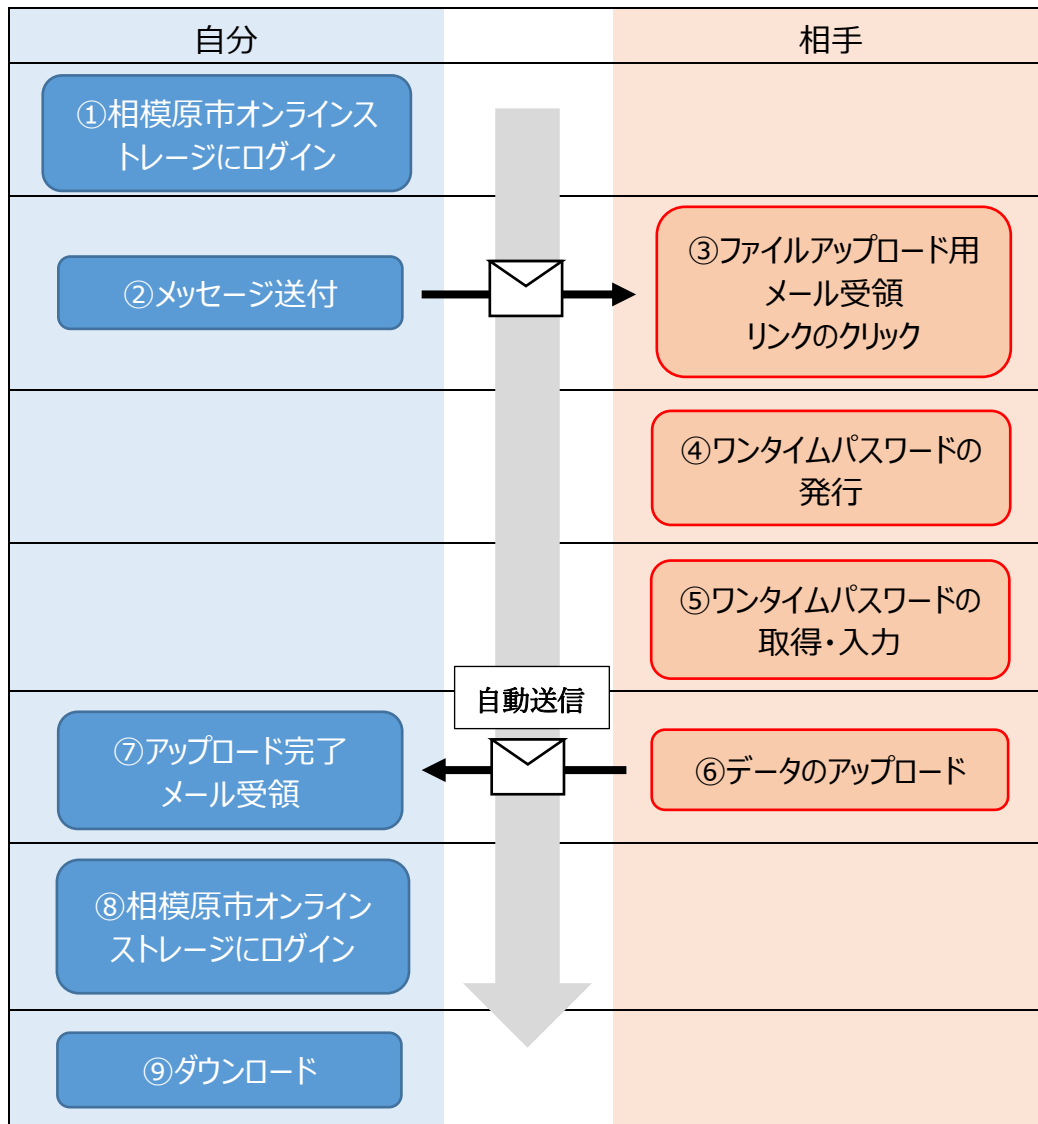 自分
相手
①相模原市オンラインス
トレージにログイン
②メッセージ送付
③ファイルアップロード用
メール受領
リンクのクリック
④ワンタイムパスワードの
発行
⑤ワンタイムパスワードの
取得・入力
自動送信
⑥データのアップロード
⑦アップロード完了
メール受領
⑧相模原市オンライン
ストレージにログイン
⑨ダウンロード